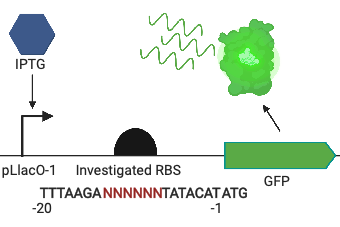 IPTG
pLlacO-1
Investigated RBS
GFP
TTTAAGANNNNNNTATACATATG
-20
-1